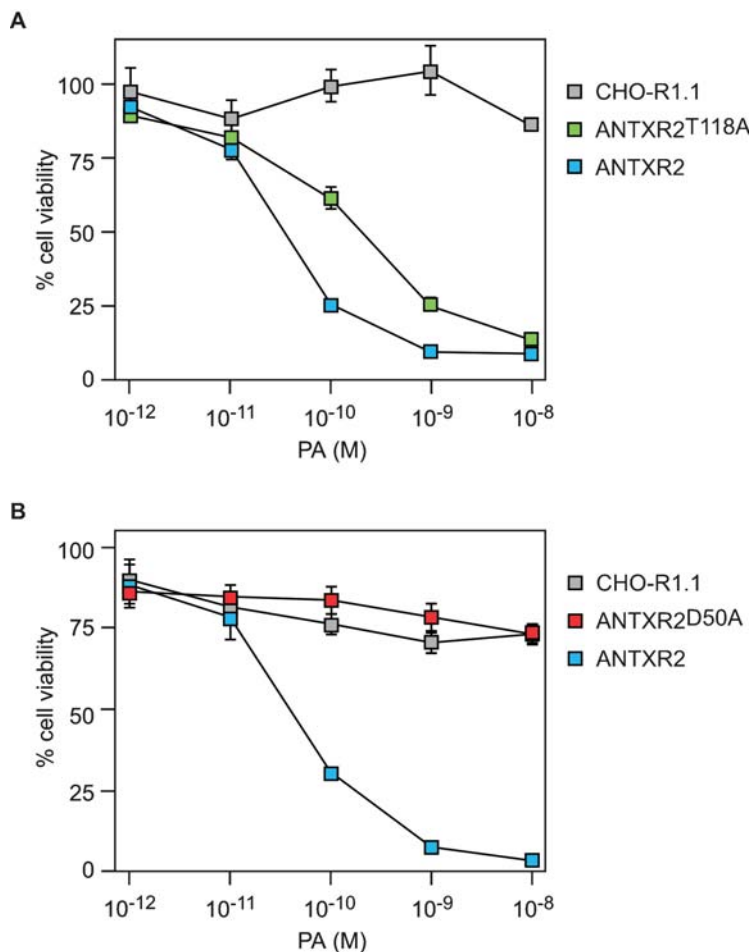 A
% cell viability
100
75
50
25
0
10-12 10-11 10-10 10-9 10-8
PA (M)
CHO-R1.1
ANTXR2T118A
ANTXR2
B
% cell viability
100
75
50
25
0
10-12 10-11 10-10 10-9 10-8
PA (M)
CHO-R1.1
ANTXR2D50A
ANTXR2